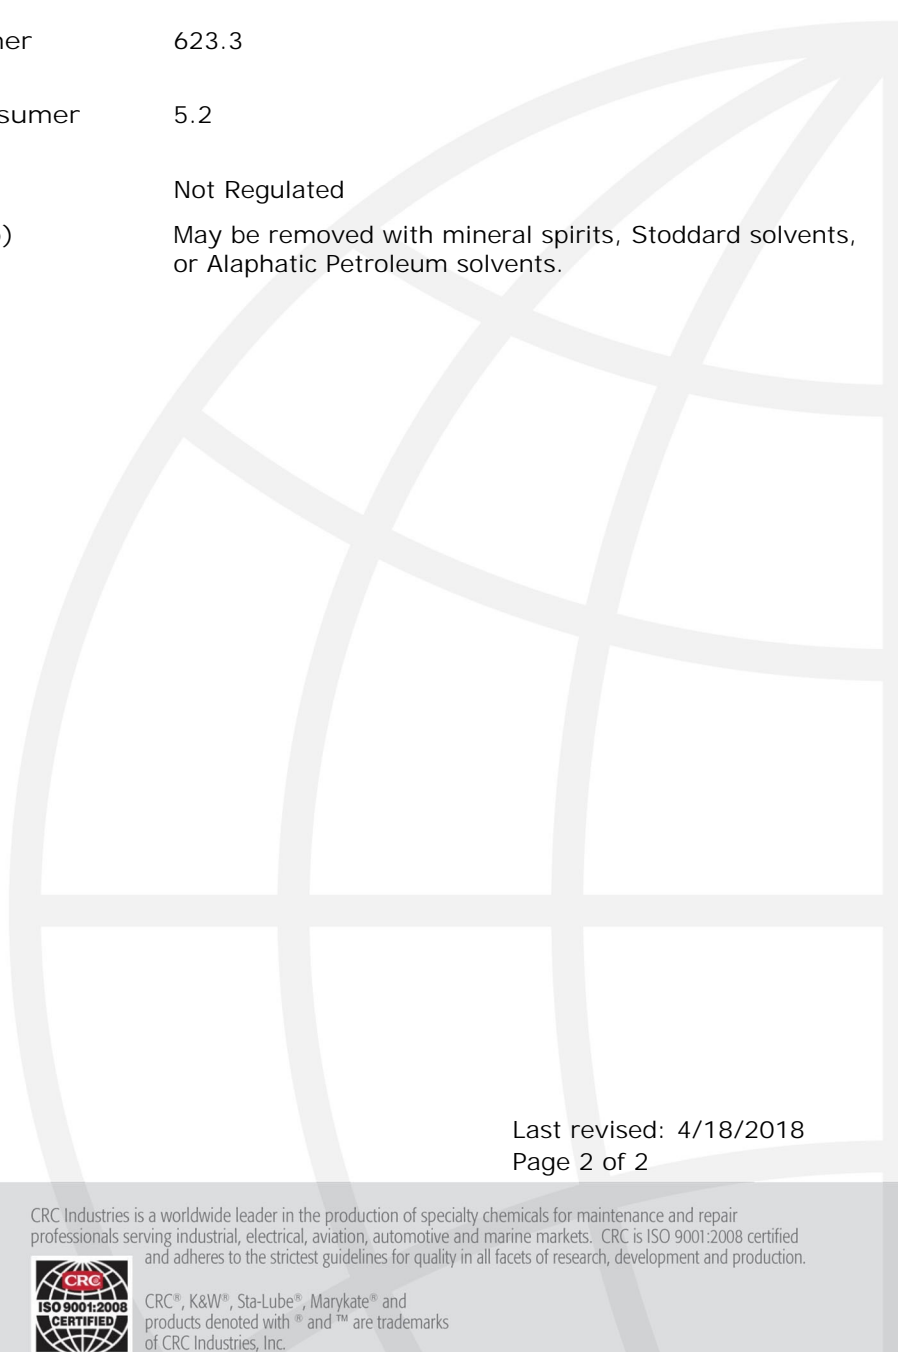 ner 623.3
sumer 5.2
Not Regulated
) May be removed with mineral spirits, Stoddard solvents,
or Alaphatic Petroleum solvents.
Last revised: 4/18/2018
Page 2 of 2
CRC Industries is a worldwide leader in the production of specialty chemicals for maintenance and repair
professionals serving industrial, electrical, aviation, automotive and marine markets. CRC is ISO 9001:2008 certified
and adheres to the strictest guidelines for quality in all facets of research, development and production.
CRC
ISO 9001:2008
CERTIFIED
CRC®, K&W®, Sta-Lube®, Marykate® and
products denoted with ® and ™ are trademarks
of CRC Industries, Inc.